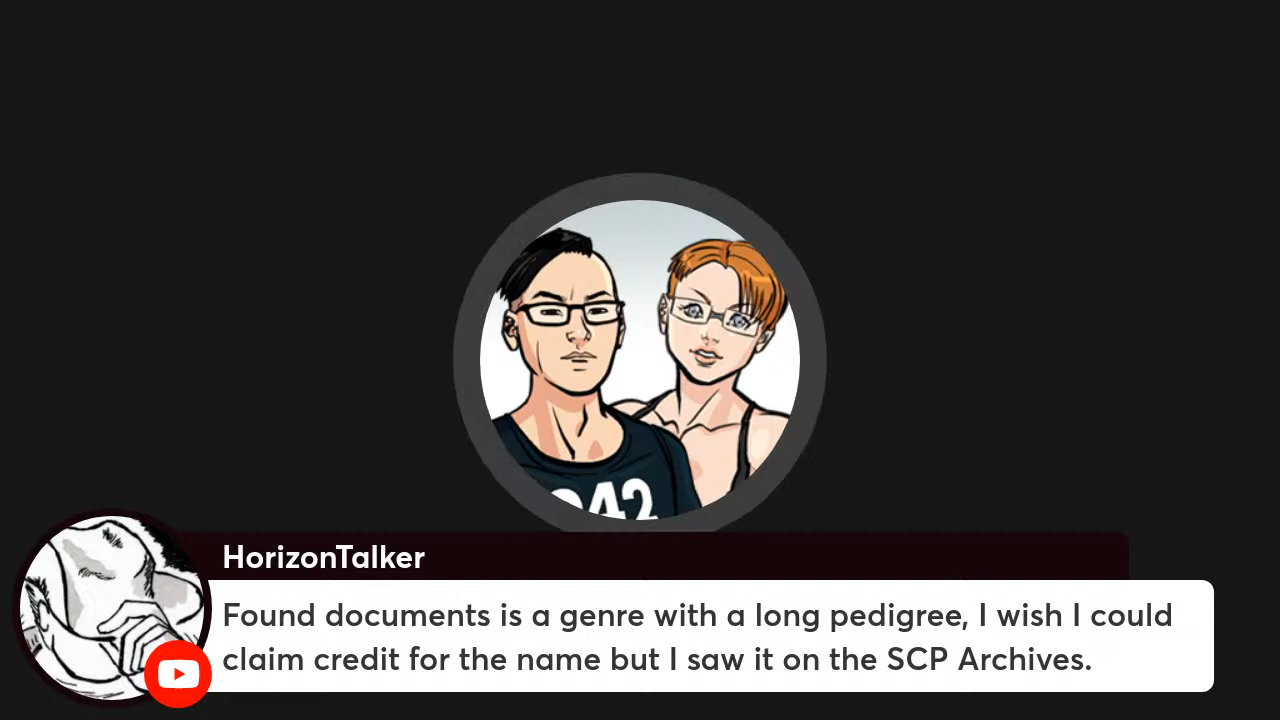 242
HorizonTalker
Found documents is a genre with a long pedigree, I wish I could
claim credit for the name but I saw it on the SCP Archives.